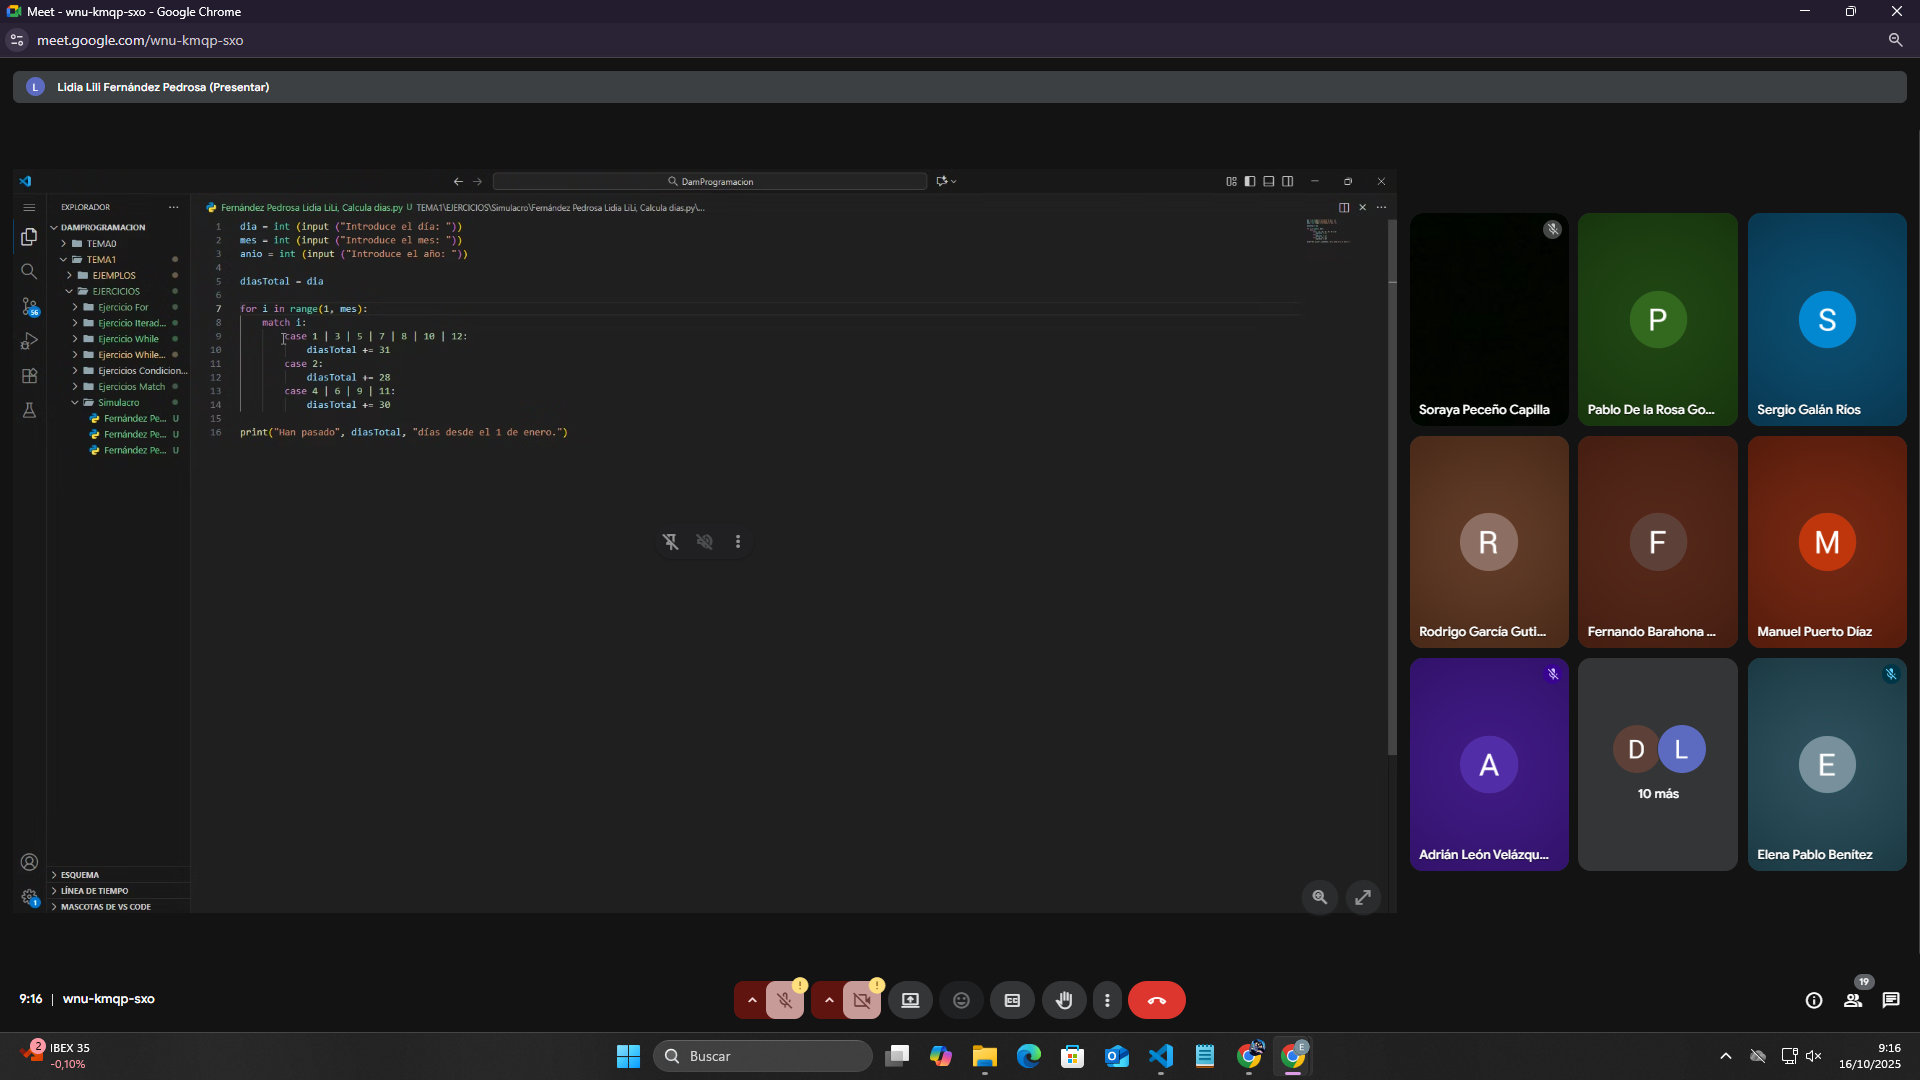 Meet - wnu-kmqp-sxo - Google Chrome
meet.google.com/wnu-kmqp-sxo
L Lidia Lili Fernández Pedrosa (Presentar)
DamProgramacion
EXPLORADOR
DAMPROGRAMACION
TEMA0
TEMA1
EJEMPLOS
EJERCICIOS
Ejercicio For
Ejercicio Iterad...
Ejercicio While
Ejercicio While...
Ejercicios Condicion...
Ejercicios Match
Simulacro
Fernández Pe... U
Fernández Pe... U
Fernández Pe... U
ESQUEMA
LÍNEA DE TIEMPO
MASCOTAS DE VS CODE
56
1
Fernández Pedrosa Lidia LiLi, Calcula dias.py U TEMA1\EJERCICIOS\Simulacro\Fernández Pedrosa Lidia LiLi, Calcula dias.py\...
1 dia = int (input ("Introduce el día: "))
2 mes = int (input ("Introduce el mes: "))
3 anio = int (input ("Introduce el año: "))
4
5 diasTotal = dia
6
7 for i in range(1, mes):
8 match i:
9 case 1 | 3 | 5 | 7 | 8 | 10 | 12:
10 diasTotal += 31
11 case 2:
12 diasTotal += 28
13 case 4 | 6 | 9 | 11:
14 diasTotal += 30
15
16 print("Han pasado", diasTotal, "días desde el 1 de enero.")
Soraya Peceño Capilla
P
Pablo De la Rosa Go...
S
Sergio Galán Ríos
R
Rodrigo García Guti...
F
Fernando Barahona ...
M
Manuel Puerto Díaz
A
Adrián León Velázqu...
D L
10 más
E
Elena Pablo Benítez
9:16 | wnu-kmqp-sxo
19
2
IBEX 35
-0,10%
Buscar
E
9:16
16/10/2025